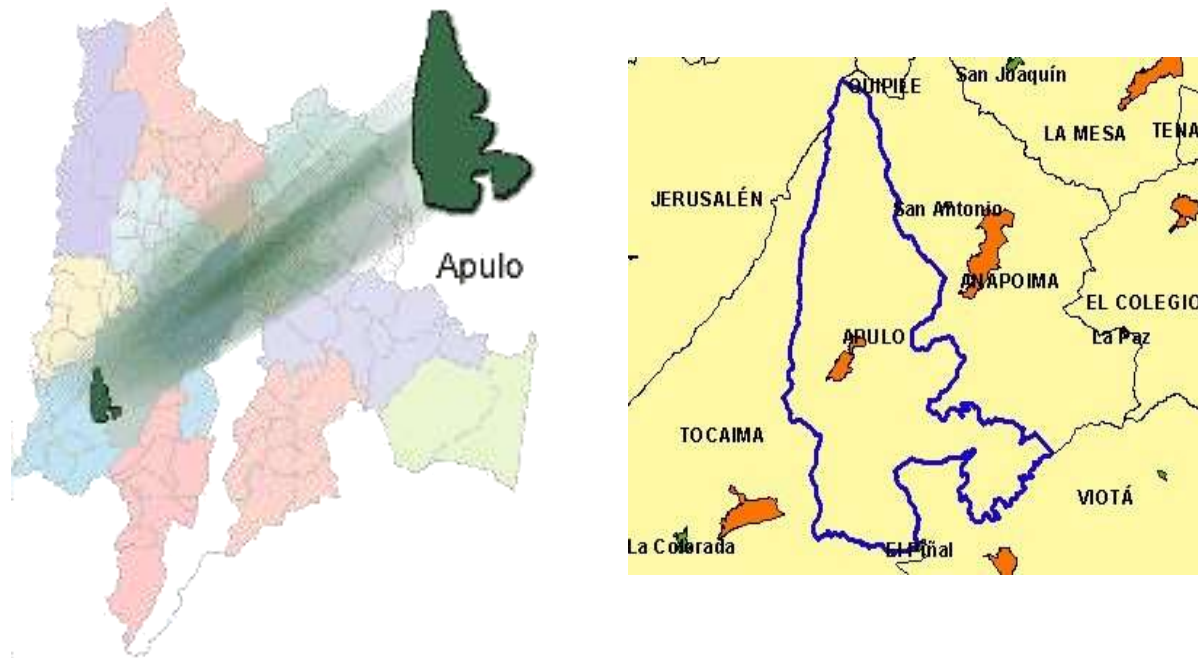 Apulo
QUIPILE
San Joaquín
LA MESA
TENA
JERUSALÉN
San Antonio
ANAPOIMA
EL COLEGIO
APULO
La Paz
TOCAIMA
VIOTÁ
La Colorada
El Piñal